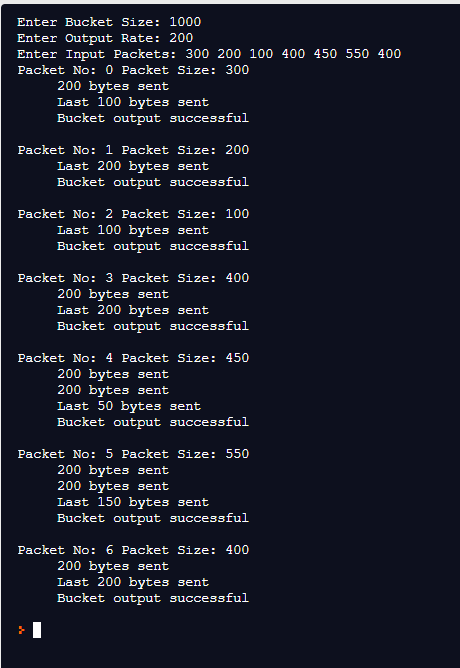 Enter Bucket Size: 1000
Enter Output Rate: 200
Enter Input Packets: 300 200 100 400 450 550 400
Packet No: 0 Packet Size: 300
200 bytes sent
Last 100 bytes sent
Bucket output successful
Packet No: 1 Packet Size: 200
Last 200 bytes sent
Bucket output successful
Packet No: 2 Packet Size: 100
Last 100 bytes sent
Bucket output successful
Packet No: 3 Packet Size: 400
200 bytes sent
Last 200 bytes sent
Bucket output successful
Packet No: 4 Packet Size: 450
200 bytes sent
200 bytes sent
Last 50 bytes sent
Bucket output successful
Packet No: 5 Packet Size: 550
200 bytes sent
200 bytes sent
Last 150 bytes sent
Bucket output successful
Packet No: 6 Packet Size: 400
200 bytes sent
Last 200 bytes sent
Bucket output successful
>